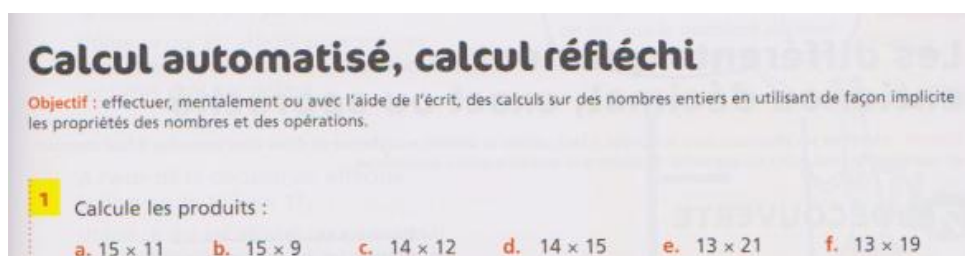 Calcul automatisé, calcul réfléchi
Objectif : effectuer, mentalement ou avec l'aide de l'écrit, des calculs sur des nombres entiers en utilisant de façon implicite
les propriétés des nombres et des opérations.
1 Calcule les produits :
a. 15 × 11 b. 15 × 9 c. 14 × 12 d. 14 × 15 e. 13 × 21 f. 13 × 19